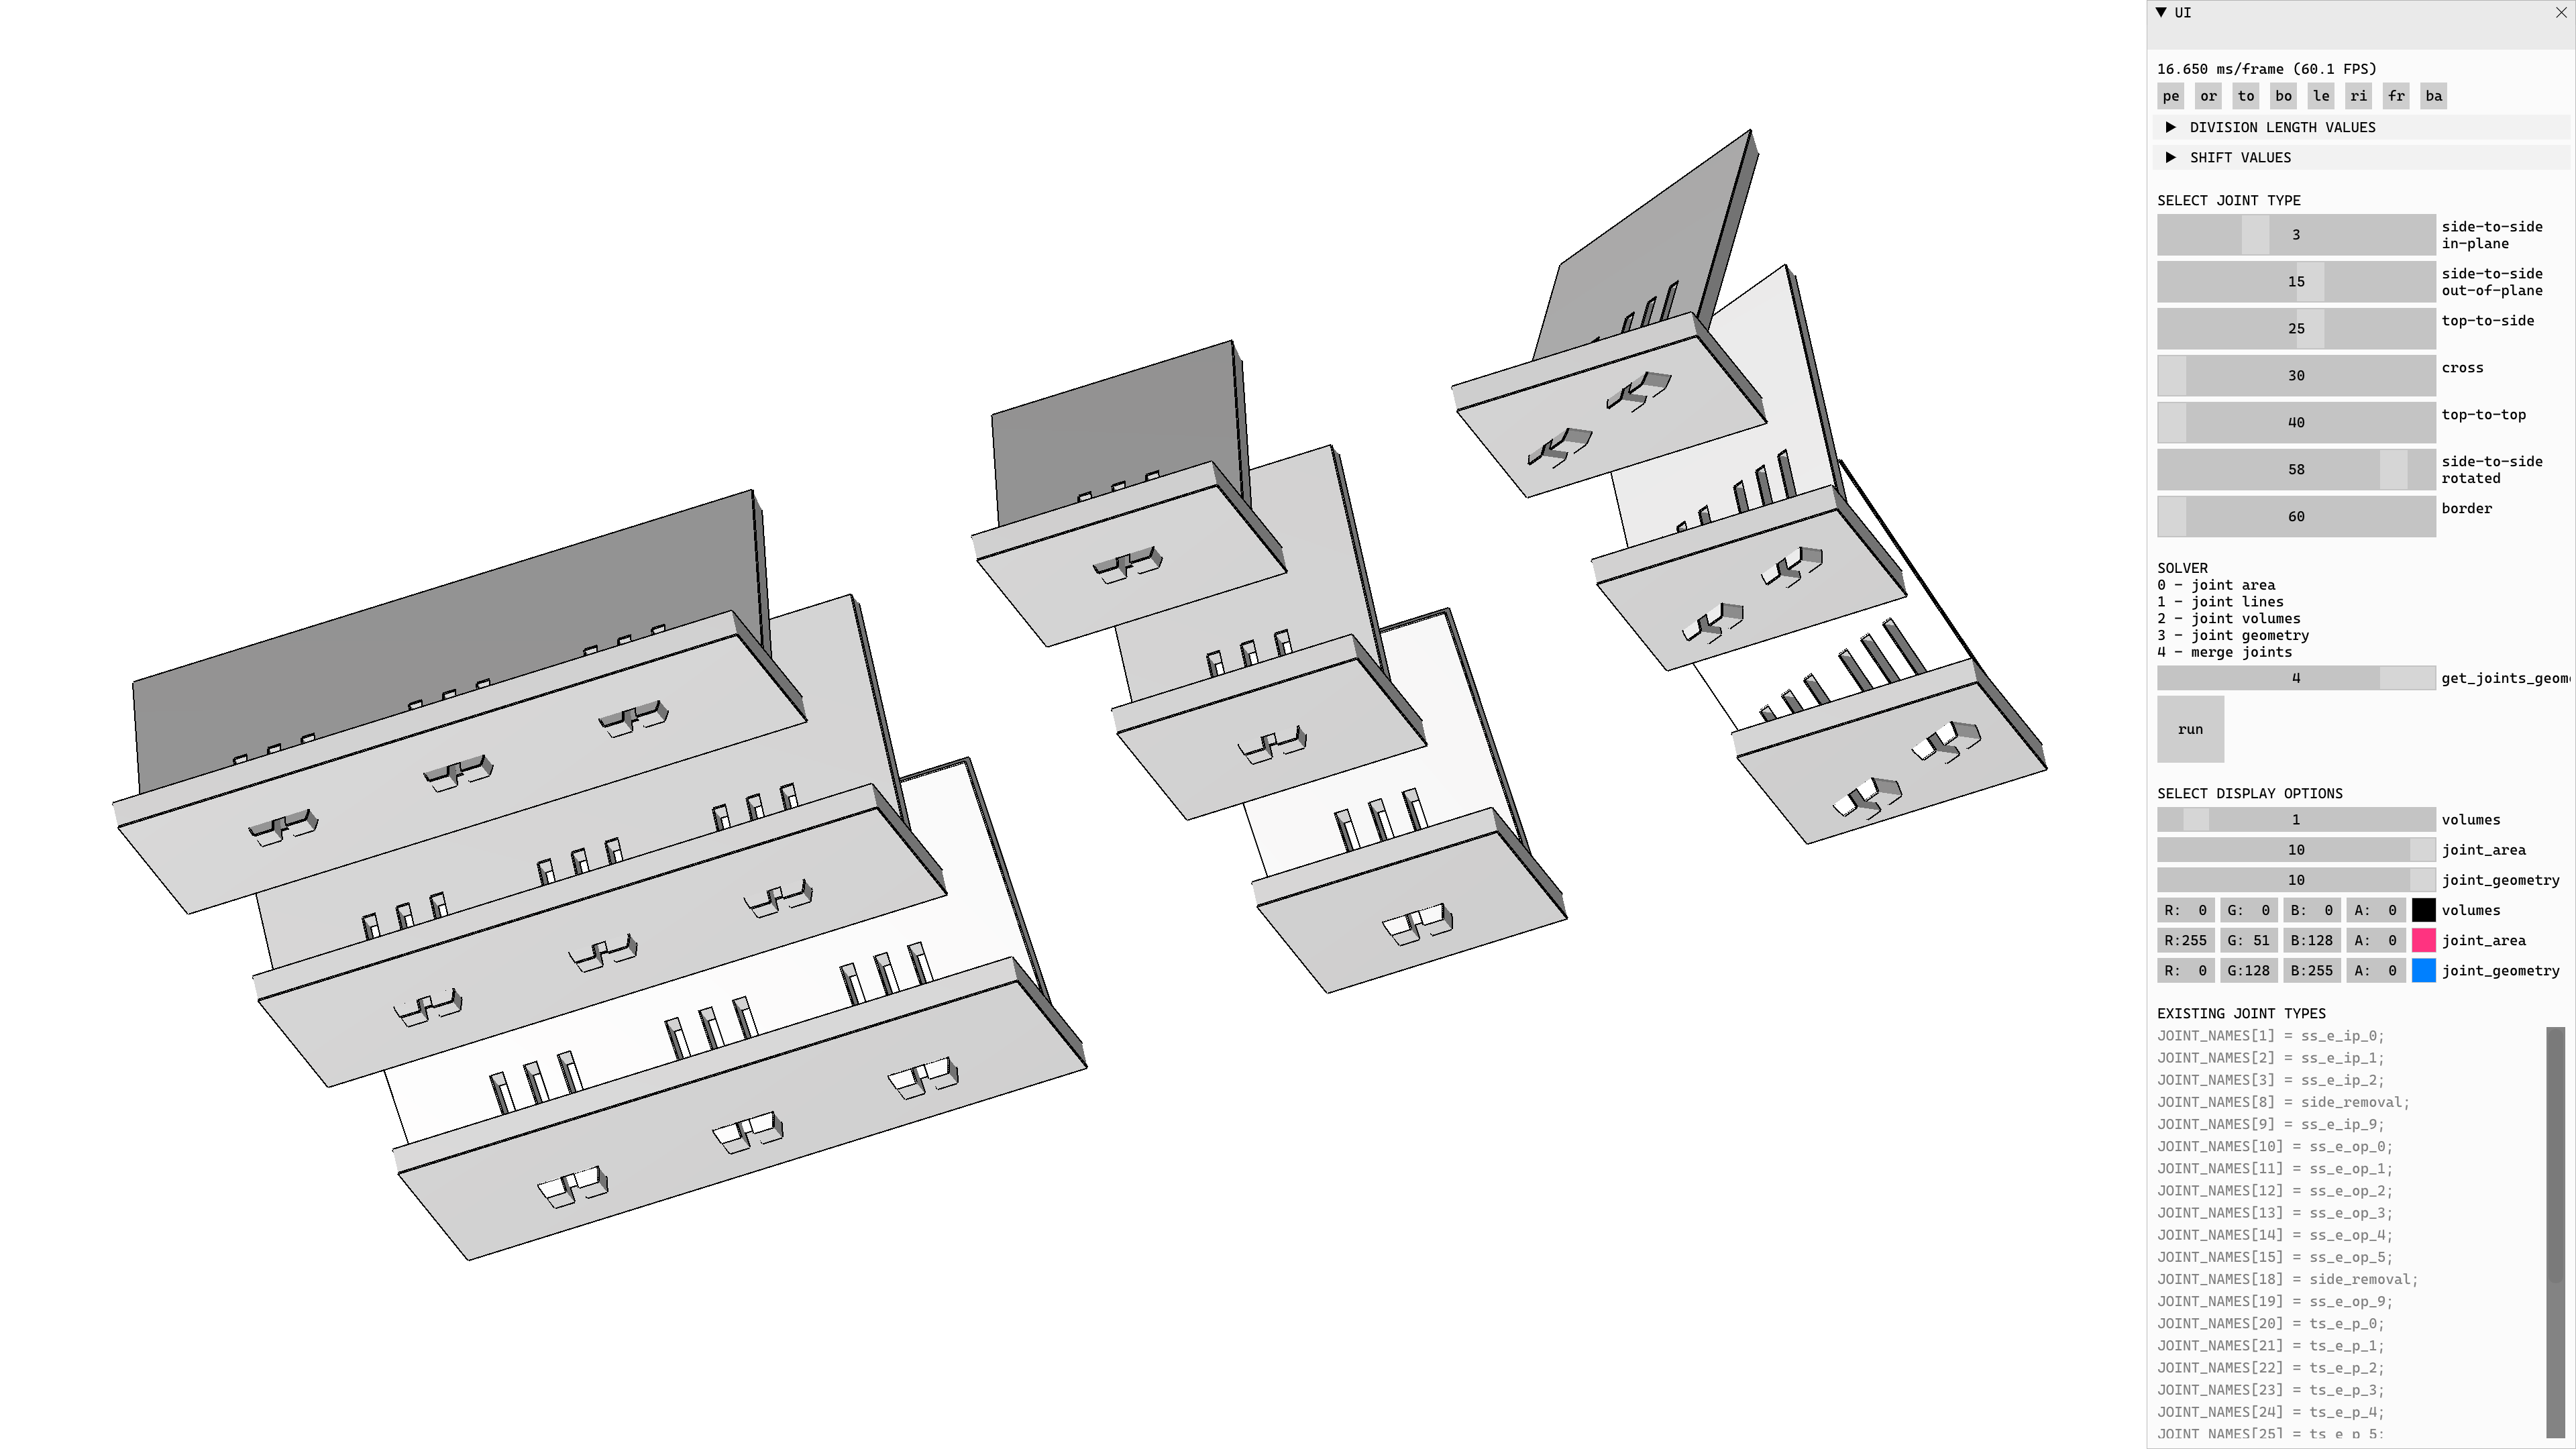 UI
16.650 ms/frame (60.1 FPS)
pe or to bo le ri fr ba
DIVISION LENGTH VALUES
SHIFT VALUES
SELECT JOINT TYPE
3 side-to-side
in-plane
15 side-to-side
out-of-plane
25 top-to-side
30 cross
40 top-to-top
58 side-to-side
rotated
60 border
SOLVER
0 - joint area
1 - joint lines
2 - joint volumes
3 - joint geometry
4 - merge joints
4 get_joints_geom
run
SELECT DISPLAY OPTIONS
1 volumes
10 joint_area
10 joint_geometry
R: 0 G: 0 B: 0 A: 0 volumes
R:255 G: 51 B:128 A: 0 joint_area
R: 0 G:128 B:255 A: 0 joint_geometry
EXISTING JOINT TYPES
JOINT_NAMES[1] = ss_e_ip_0;
JOINT_NAMES[2] = ss_e_ip_1;
JOINT_NAMES[3] = ss_e_ip_2;
JOINT_NAMES[8] = side_removal;
JOINT_NAMES[9] = ss_e_ip_9;
JOINT_NAMES[10] = ss_e_op_0;
JOINT_NAMES[11] = ss_e_op_1;
JOINT_NAMES[12] = ss_e_op_2;
JOINT_NAMES[13] = ss_e_op_3;
JOINT_NAMES[14] = ss_e_op_4;
JOINT_NAMES[15] = ss_e_op_5;
JOINT_NAMES[18] = side_removal;
JOINT_NAMES[19] = ss_e_op_9;
JOINT_NAMES[20] = ts_e_p_0;
JOINT_NAMES[21] = ts_e_p_1;
JOINT_NAMES[22] = ts_e_p_2;
JOINT_NAMES[23] = ts_e_p_3;
JOINT_NAMES[24] = ts_e_p_4;
JOINT_NAMES[25] = ts_e_p_5;